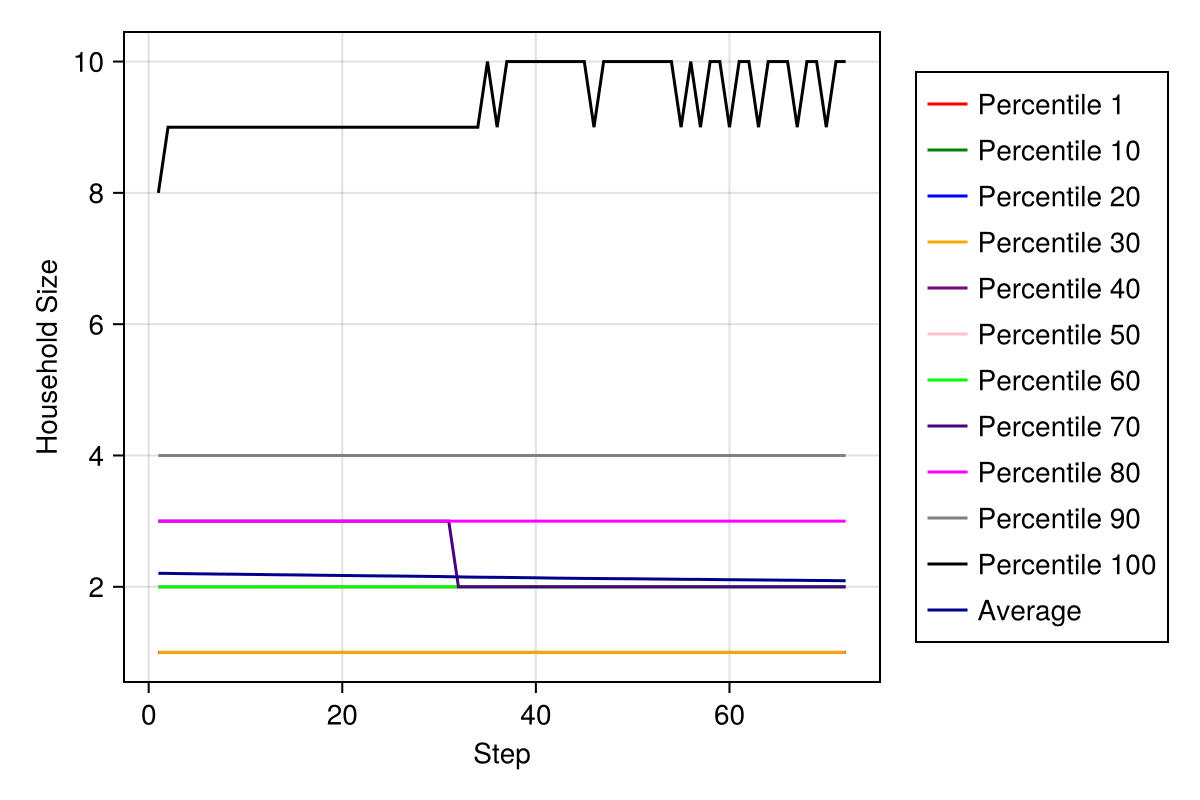 10
8
6
4
2
Household Size
0 20 40 60
Step
Percentile 1
Percentile 10
Percentile 20
Percentile 30
Percentile 40
Percentile 50
Percentile 60
Percentile 70
Percentile 80
Percentile 90
Percentile 100
Average